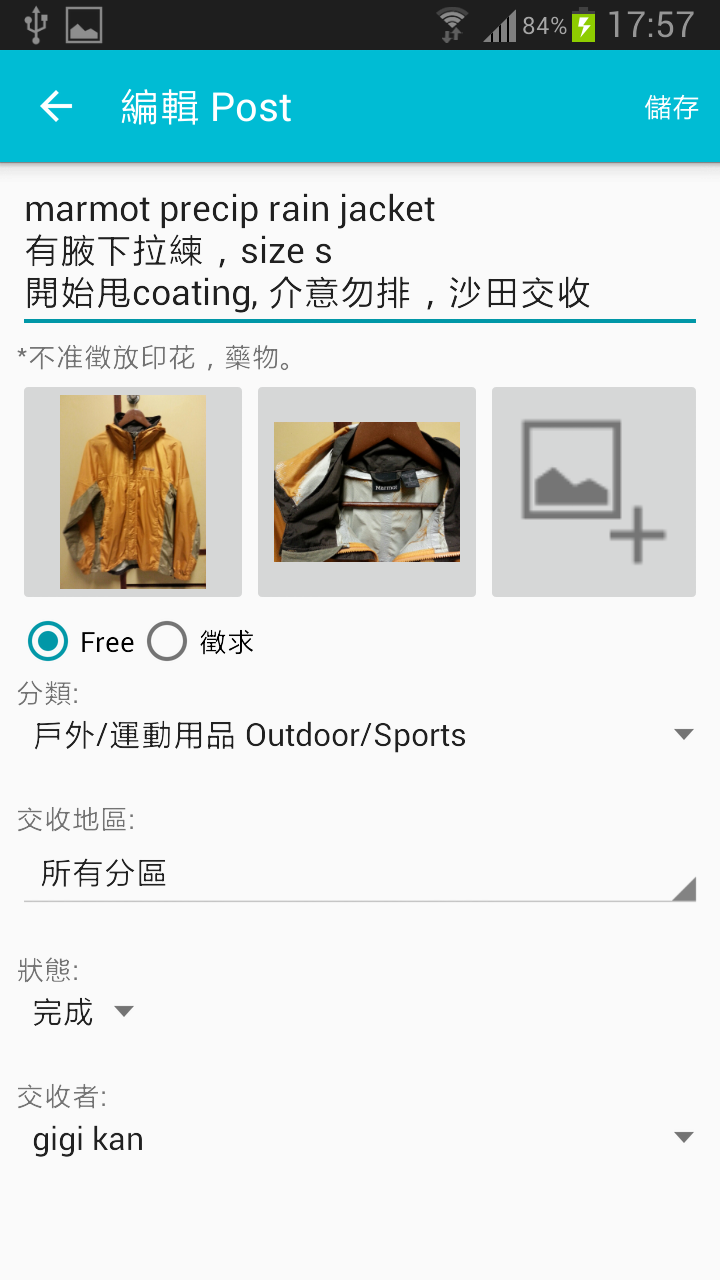 84% 17:57
編輯 Post 儲存
marmot precip rain jacket
有腋下拉練，size s
開始甩coating, 介意勿排，沙田交收
*不准徵放印花，藥物。
Marmot
Free 徵求
分類:
戶外/運動用品 Outdoor/Sports
交收地區:
所有分區
狀態:
完成
交收者:
gigi kan